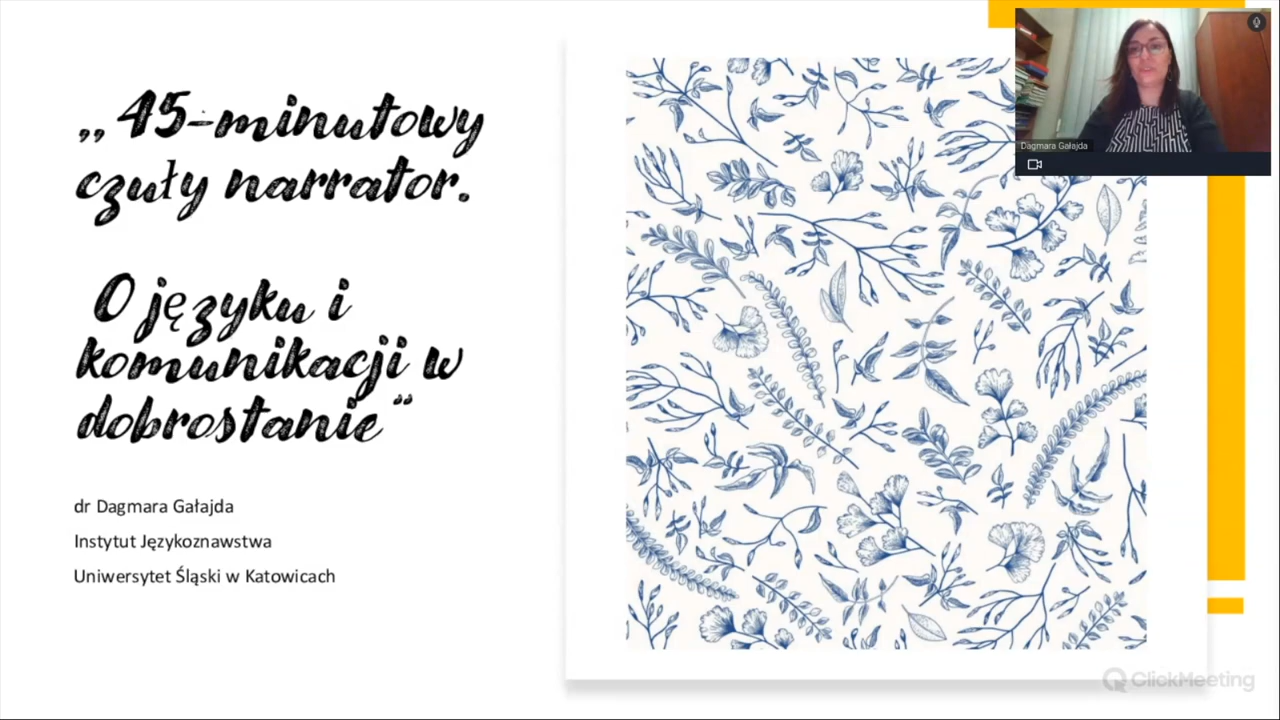 „ 45-minutowy
czuły narrator.
O języku i
komunikacji w
dobrostanie”
dr Dagmara Gałajda
Instytut Językoznawstwa
Uniwersytet Śląski w Katowicach
Dagmara Gałajda
ClickMeeting